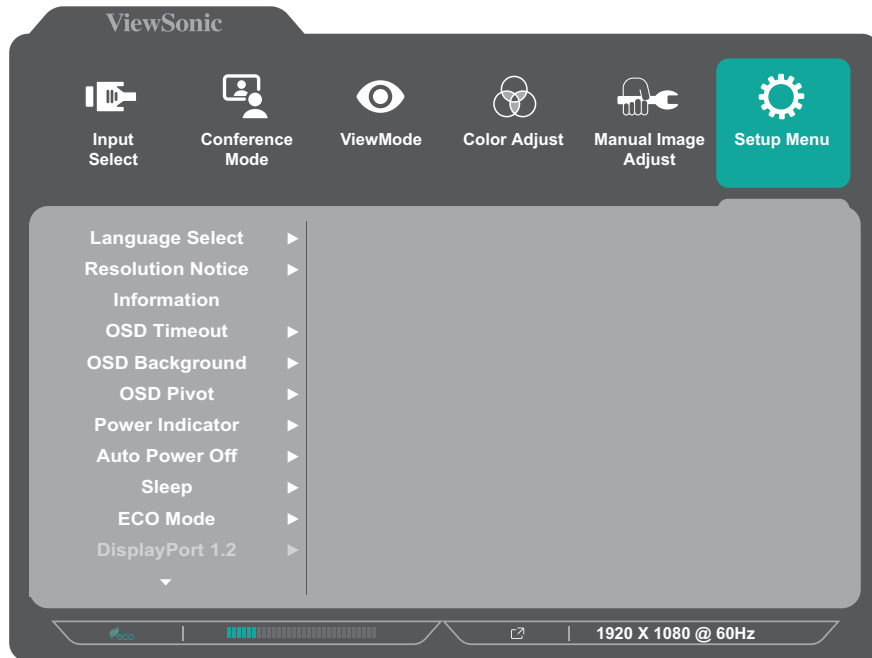 ViewSonic
Input
Select
Conference
Mode
ViewMode
Color Adjust
Manual Image
Adjust
Setup Menu
Language Select
Resolution Notice
Information
OSD Timeout
OSD Background
OSD Pivot
Power Indicator
Auto Power Off
Sleep
ECO Mode
DisplayPort 1.2
eco
1920 X 1080 @ 60Hz